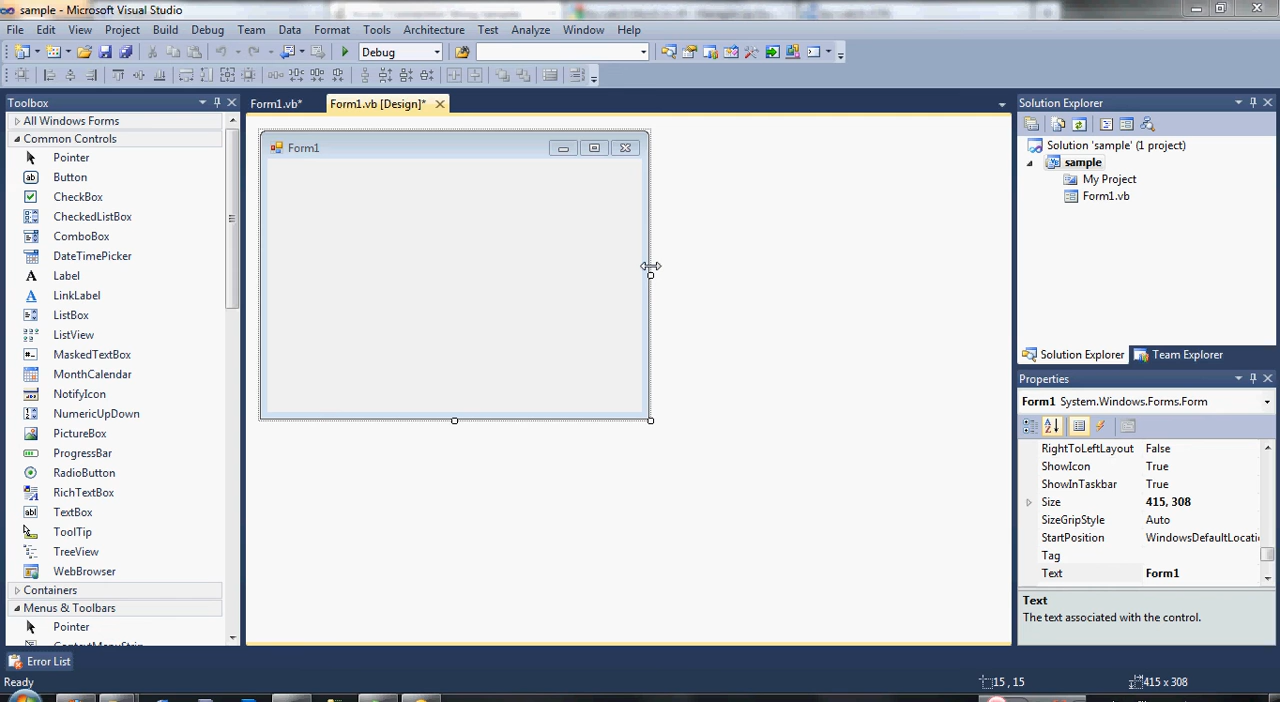 sample - Microsoft Visual Studio
File Edit View Project Build Debug Team Data Format Tools Architecture Test Analyze Window Help
Debug
Toolbox
All Windows Forms
Common Controls
Pointer
Button
CheckBox
CheckedListBox
ComboBox
DateTimePicker
Label
LinkLabel
ListBox
ListView
MaskedTextBox
MonthCalendar
NotifyIcon
NumericUpDown
PictureBox
ProgressBar
RadioButton
RichTextBox
TextBox
ToolTip
TreeView
WebBrowser
Containers
Menus & Toolbars
Pointer
Form1.vb* Form1.vb [Design]*
Form1
Solution Explorer
Solution 'sample' (1 project)
sample
My Project
Form1.vb
Solution Explorer Team Explorer
Properties
Form1 System.Windows.Forms.Form
RightToLeftLayout False
ShowIcon True
ShowInTaskbar True
Size 415, 308
SizeGripStyle Auto
StartPosition WindowsDefaultLocati
Tag
Text Form1
Text
The text associated with the control.
Error List
Ready 15 , 15 415 x 308